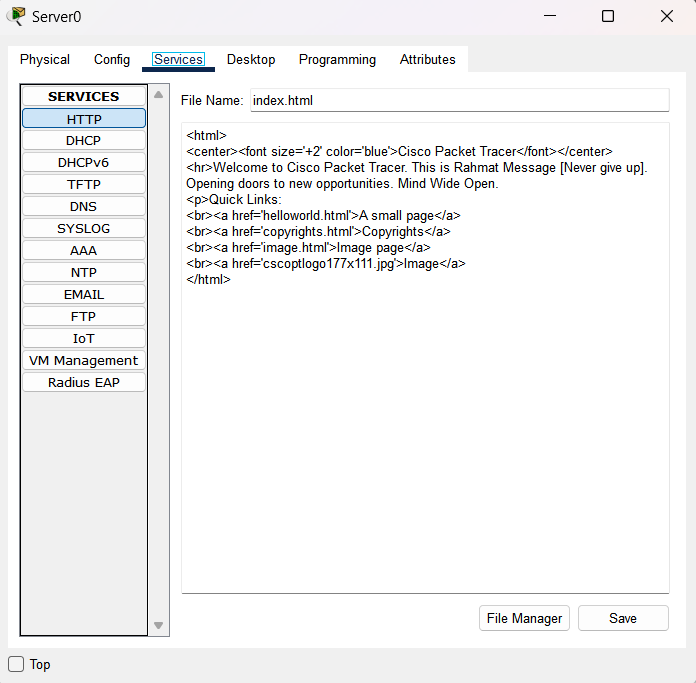 Server0
Physical Config Services Desktop Programming Attributes
SERVICES
HTTP
DHCP
DHCPv6
TFTP
DNS
SYSLOG
AAA
NTP
EMAIL
FTP
IoT
VM Management
Radius EAP
File Name: index.html
<html>
<center><font size='+2' color='blue'>Cisco Packet Tracer</font></center>
<hr>Welcome to Cisco Packet Tracer. This is Rahmat Message [Never give up].
Opening doors to new opportunities. Mind Wide Open.
<p>Quick Links:
<br><a href='helloworld.html'>A small page</a>
<br><a href='copyrights.html'>Copyrights</a>
<br><a href='image.html'>Image page</a>
<br><a href='cscoptlogo177x111.jpg'>Image</a>
</html>
File Manager Save
Top